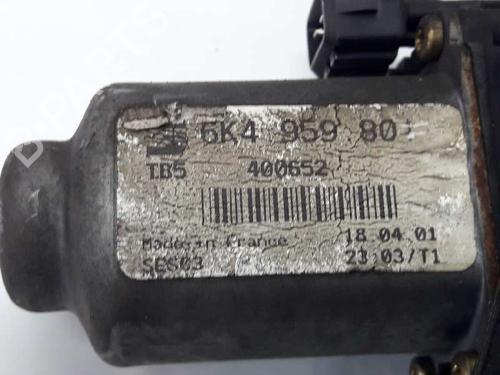 6K4 959 80
TB5 400652
Made in France 18.04.01
SES03 23:03/T1